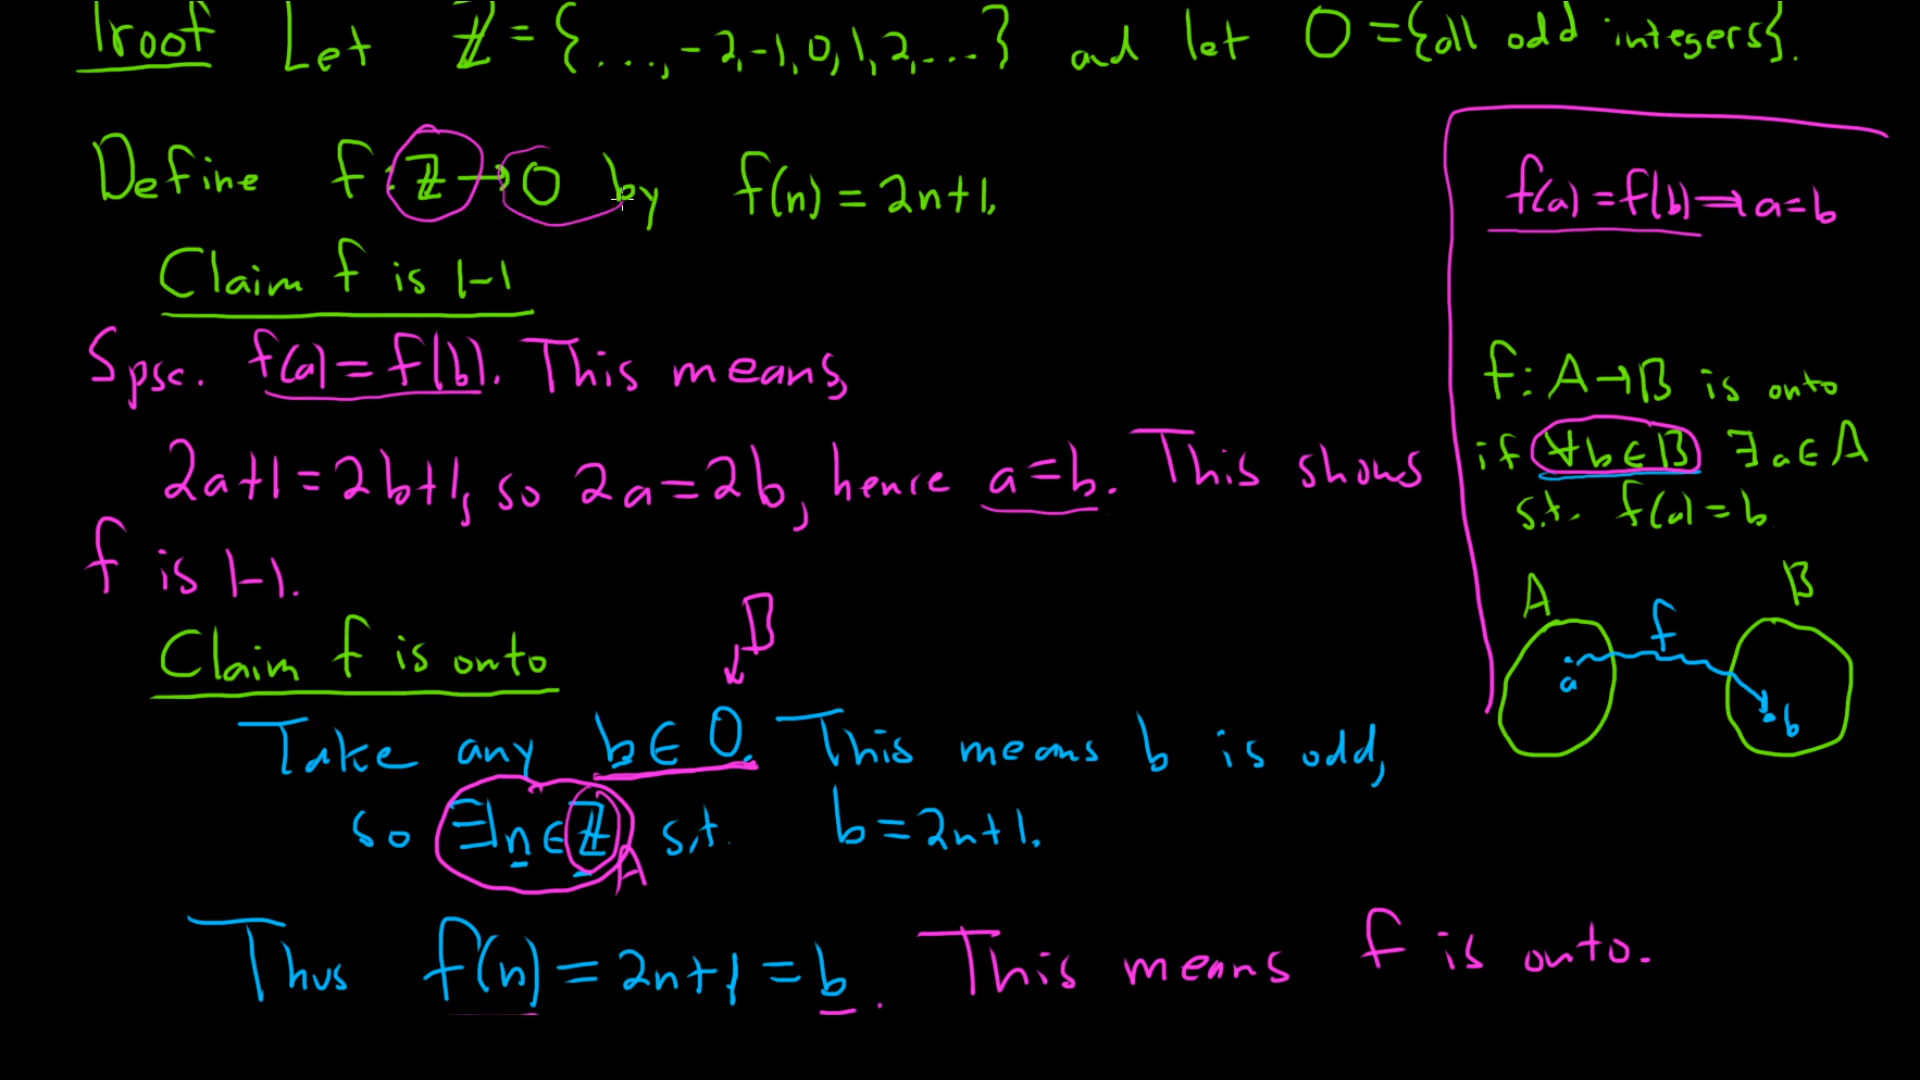 Proof Let ℤ = {..., -2, -1, 0, 1, 2, ...} and let O = {all odd integers}.
Define f: ℤ → O by f(n) = 2n+1.
Claim f is 1-1
Spse. f(a) = f(b). This means,
2a+1 = 2b+1, so 2a = 2b, hence a = b. This shows
f is 1-1.
Claim f is onto
B
Take any b ∈ O. This means b is odd,
so ∃n ∈ ℤ s.t. b = 2n+1.
A
Thus f(n) = 2n+1 = b. This means f is onto.
f(a) = f(b) ⟹ a = b
f: A → B is onto
if ∀b ∈ B ∃a ∈ A
s.t. f(a) = b
A f B
a b